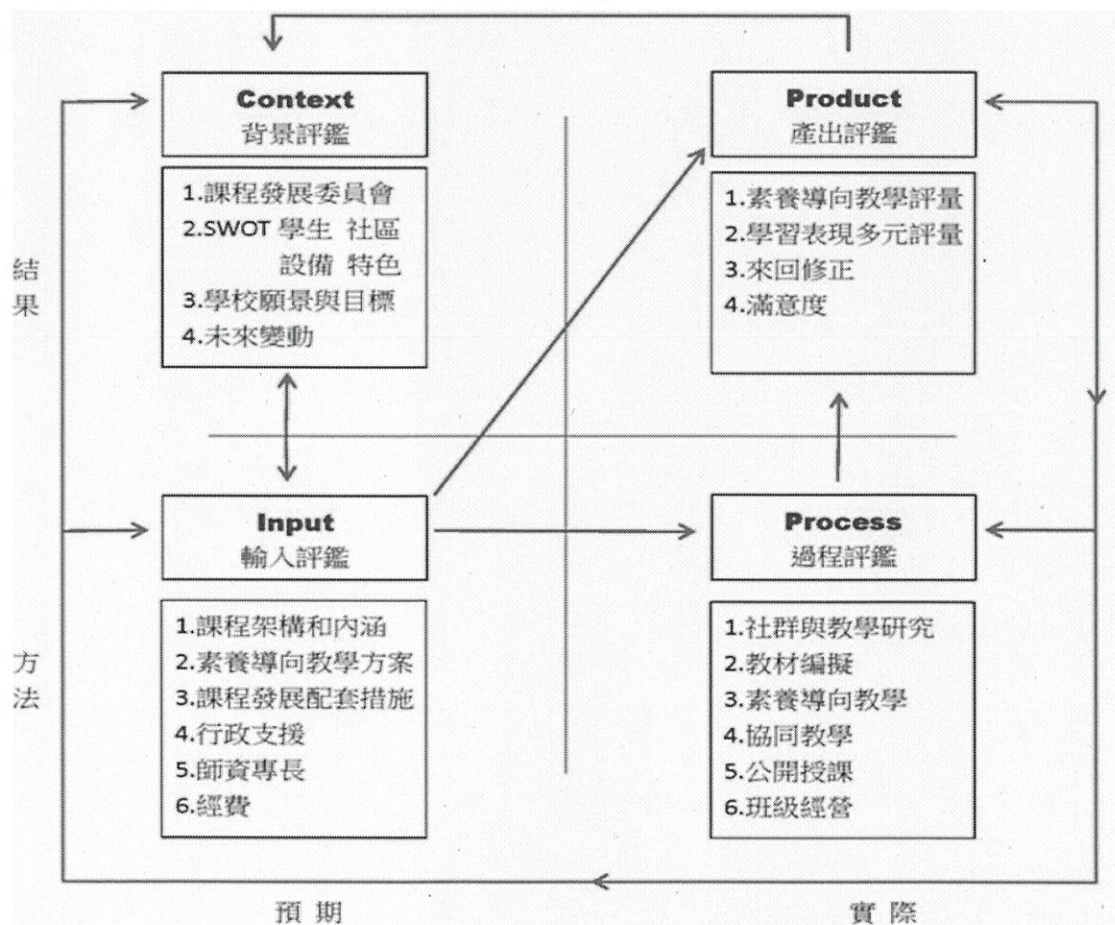 Context
背景評鑑
1.課程發展委員會
2.SWOT 學生 社區
設備 特色
3.學校願景與目標
4.未來變動
Product
產出評鑑
1.素養導向教學評量
2.學習表現多元評量
3.來回修正
4.滿意度
結果
Input
輸入評鑑
1.課程架構和內涵
2.素養導向教學方案
3.課程發展配套措施
4.行政支援
5.師資專長
6.經費
Process
過程評鑑
1.社群與教學研究
2.教材編擬
3.素養導向教學
4.協同教學
5.公開授課
6.班級經營
方法
預期
實際